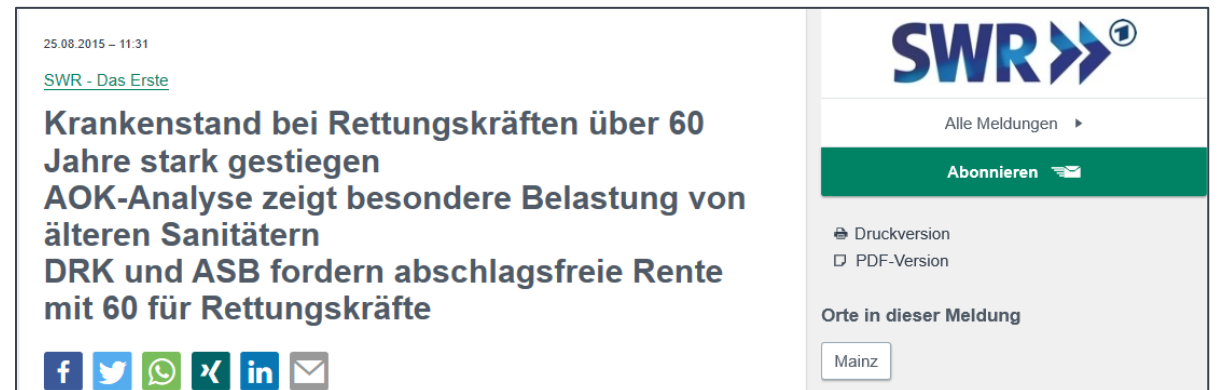 25.08.2015 – 11:31
SWR - Das Erste
Krankenstand bei Rettungskräften über 60
Jahre stark gestiegen
AOK-Analyse zeigt besondere Belastung von
älteren Sanitätern
DRK und ASB fordern abschlagsfreie Rente
mit 60 für Rettungskräfte
SWR
Alle Meldungen
Abonnieren
Druckversion
PDF-Version
Orte in dieser Meldung
Mainz